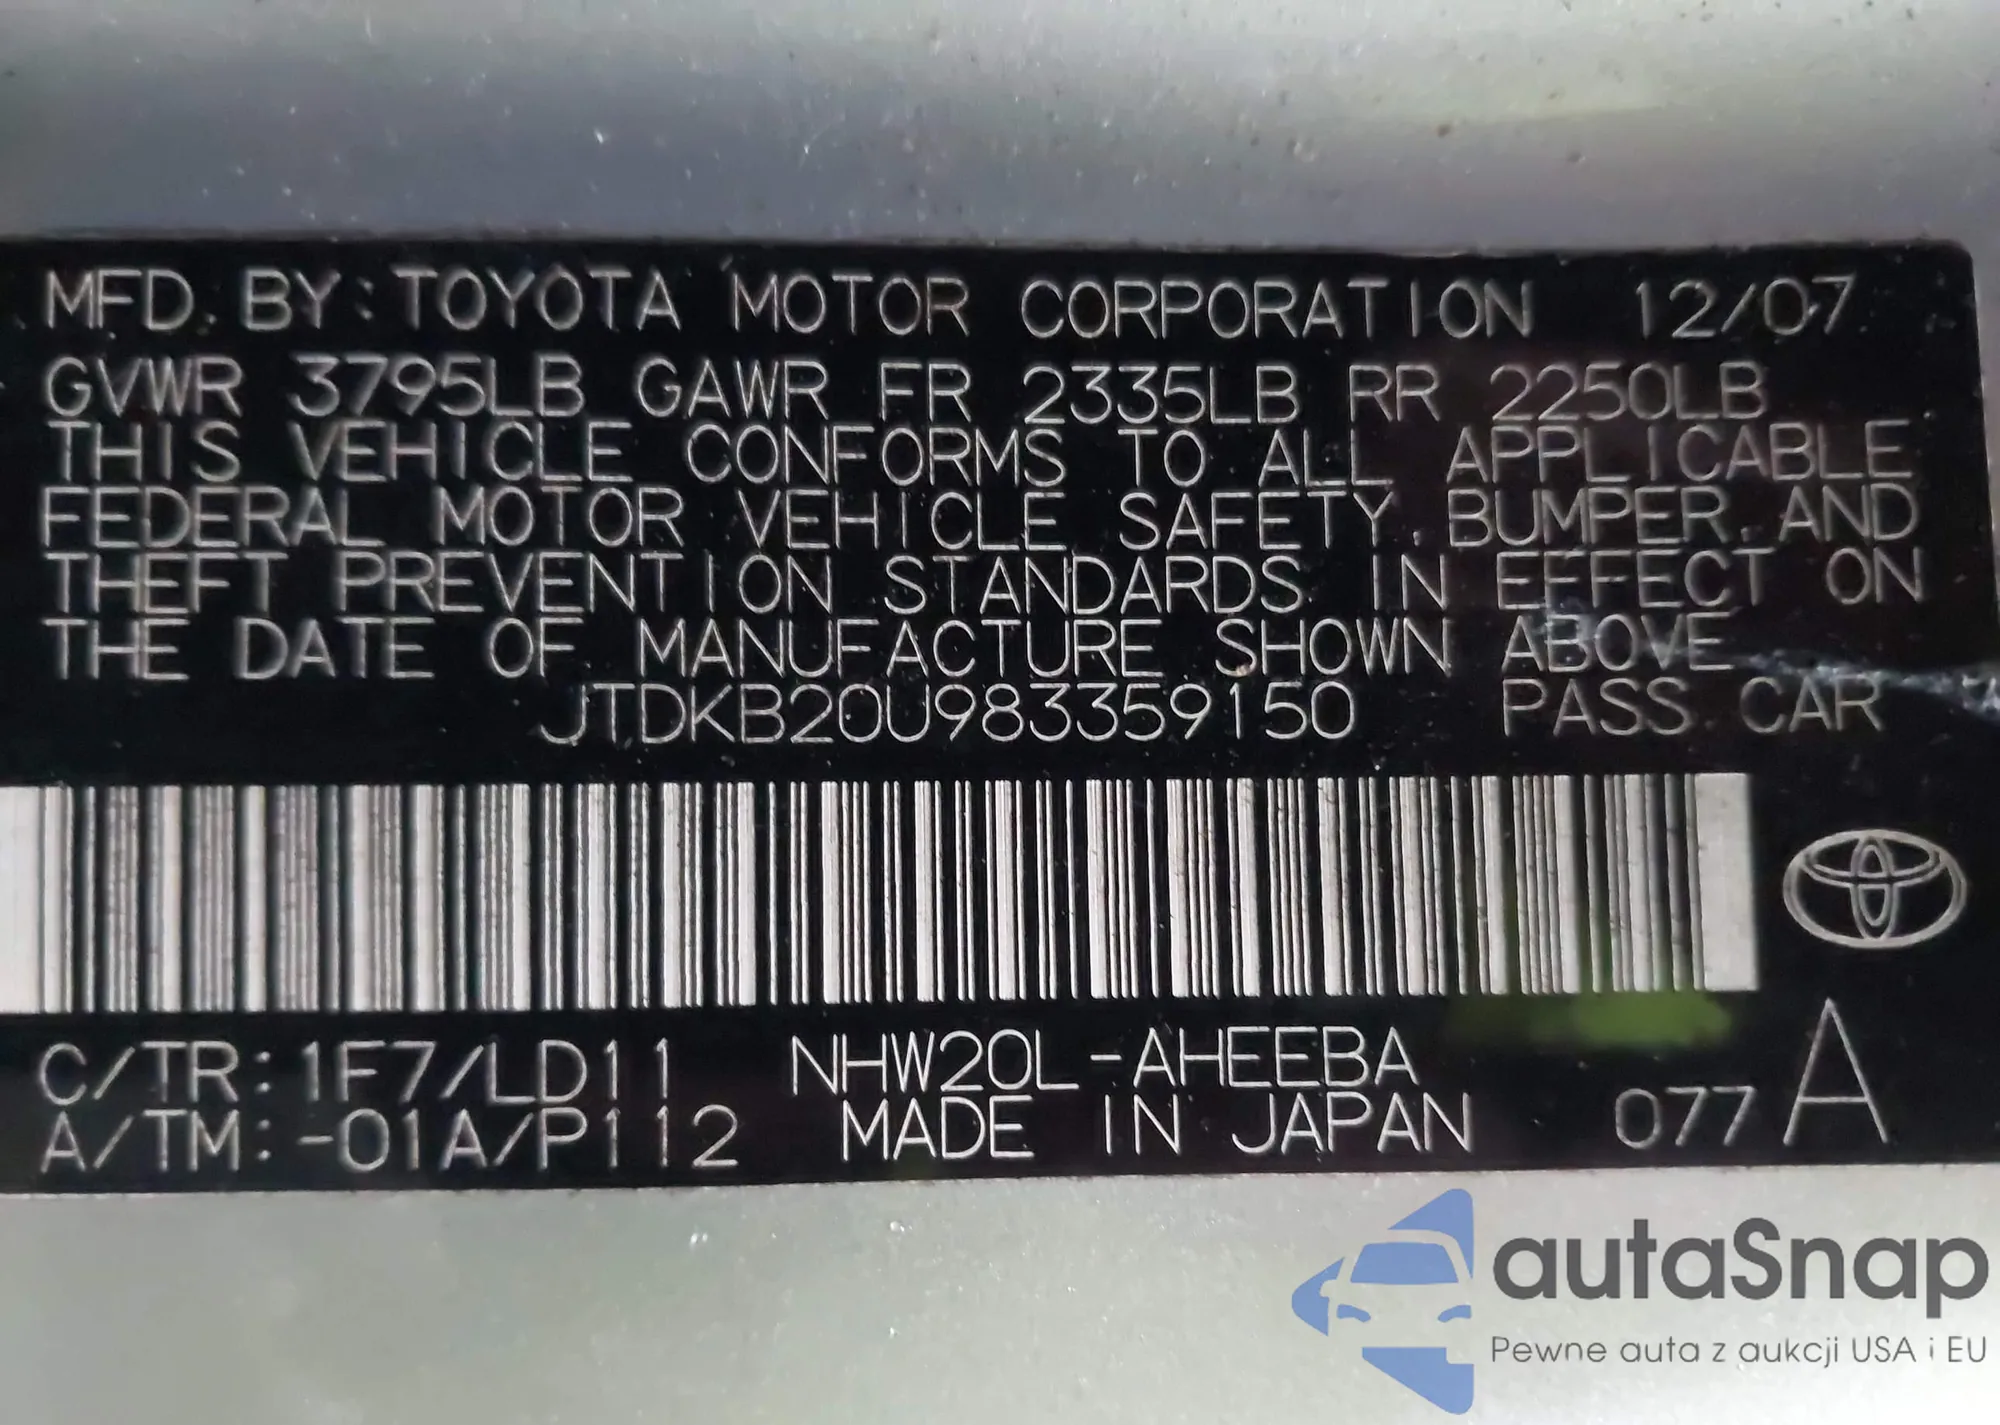 MFD. BY: TOYOTA MOTOR CORPORATION 12/07
GVWR 3795LB GAWR FR 2335LB RR 2250LB
THIS VEHICLE CONFORMS TO ALL APPLICABLE
FEDERAL MOTOR VEHICLE SAFETY, BUMPER, AND
THEFT PREVENTION STANDARDS IN EFFECT ON
THE DATE OF MANUFACTURE SHOWN ABOVE.
JTDKB20U983359150 PASS. CAR
C/TR: 1F7/LD11 NHW20L-AHEEBA
A/TM: -01A/P112 MADE IN JAPAN 077 A
autaSnap
Pewne auta z aukcji USA i EU